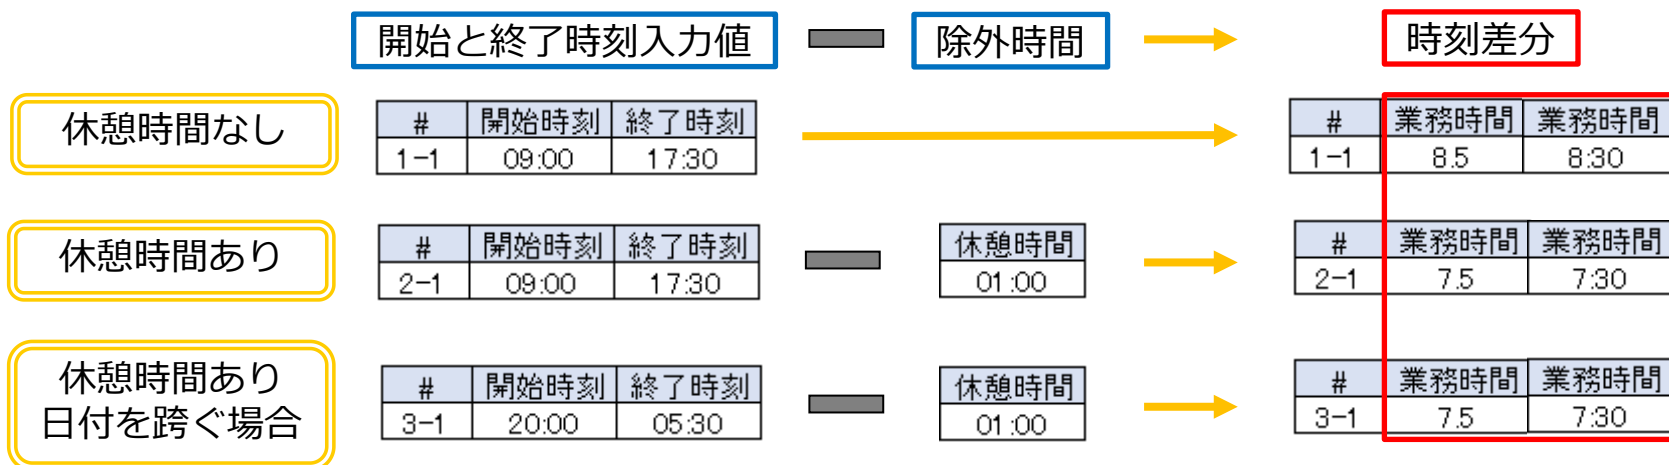 開始と終了時刻入力値 除外時間 時刻差分
休憩時間なし
# 開始時刻 終了時刻
1-1 09:00 17:30
# 業務時間 業務時間
1-1 8.5 8:30
休憩時間あり
# 開始時刻 終了時刻
2-1 09:00 17:30
休憩時間
01:00
# 業務時間 業務時間
2-1 7.5 7:30
休憩時間あり
日付を跨ぐ場合
# 開始時刻 終了時刻
3-1 20:00 05:30
休憩時間
01:00
# 業務時間 業務時間
3-1 7.5 7:30